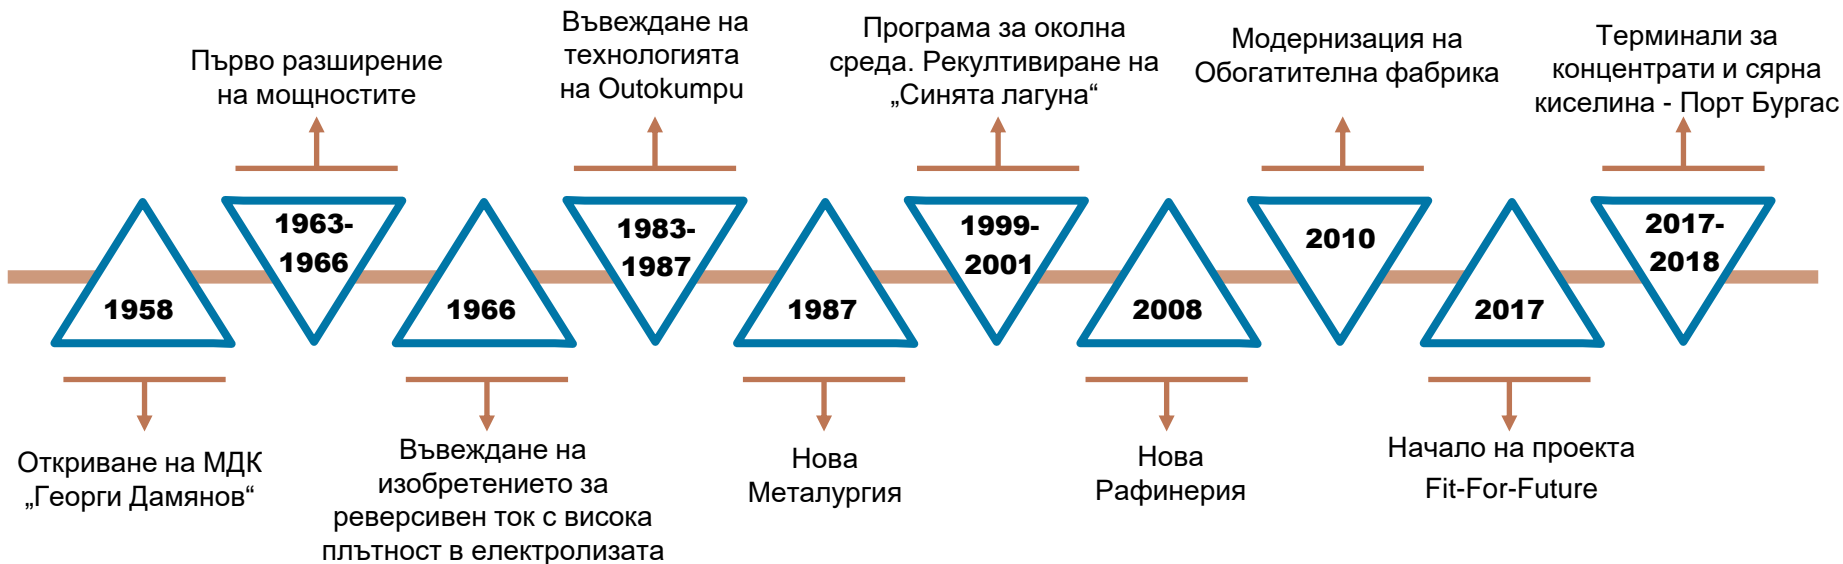 Първо разширение
на мощностите
Въвеждане на
технологията
на Outokumpu
Програма за околна
среда. Рекултивиране на
„Синята лагуна“
Модернизация на
Обогатителна фабрика
Терминали за
концентрати и сярна
киселина - Порт Бургас
1958
1963-
1966
1966
1983-
1987
1987
1999-
2001
2008
2010
2017
2017-
2018
Откриване на МДК
„Георги Дамянов“
Въвеждане на
изобретението за
реверсивен ток с висока
плътност в електролизата
Нова
Металургия
Нова
Рафинерия
Начало на проекта
Fit-For-Future